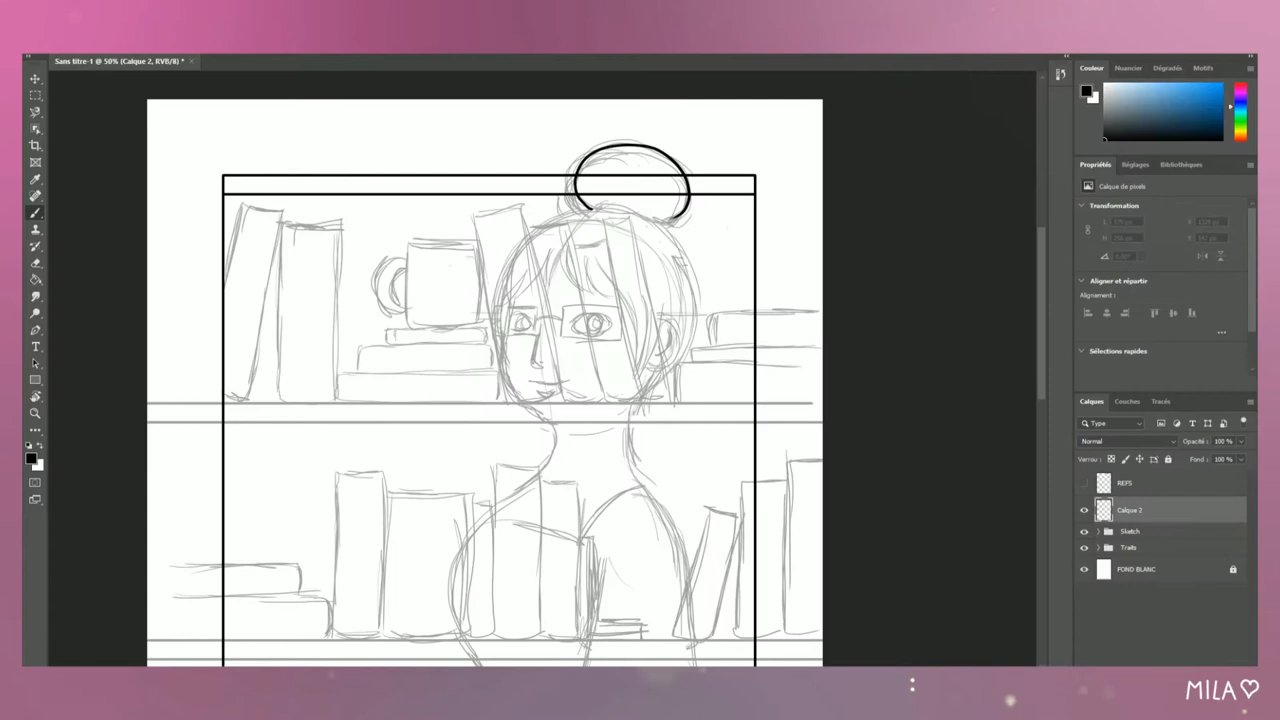 Sans titre-1 @ 50% (Calque 2, RVB/8) * ×
Couleur Nuancier Dégradés Motifs
Propriétés Réglages Bibliothèques
Calque de pixels
Transformation
L
X
H
Y
Aligner et répartir
Alignement :
Sélections rapides
Calques Couches Tracés
Type
Normal Opacité : 100 %
Verrou : Fond : 100 %
REFS
Calque 2
Sketch
Traits
FOND BLANC
MILA